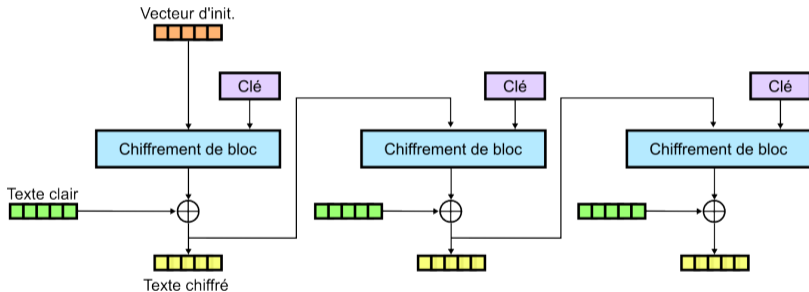 Vecteur d'init.
Clé
Clé
Clé
Chiffrement de bloc
Chiffrement de bloc
Chiffrement de bloc
Texte clair
Texte chiffré